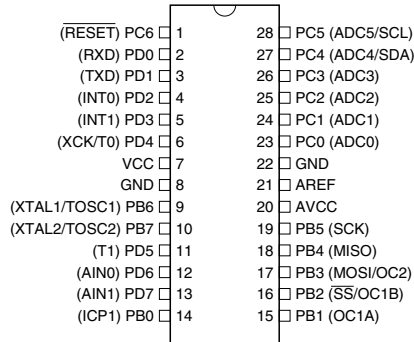 (RESET) PC6 1 28 PC5 (ADC5/SCL)
(RXD) PD0 2 27 PC4 (ADC4/SDA)
(TXD) PD1 3 26 PC3 (ADC3)
(INT0) PD2 4 25 PC2 (ADC2)
(INT1) PD3 5 24 PC1 (ADC1)
(XCK/T0) PD4 6 23 PC0 (ADC0)
VCC 7 22 GND
GND 8 21 AREF
(XTAL1/TOSC1) PB6 9 20 AVCC
(XTAL2/TOSC2) PB7 10 19 PB5 (SCK)
(T1) PD5 11 18 PB4 (MISO)
(AIN0) PD6 12 17 PB3 (MOSI/OC2)
(AIN1) PD7 13 16 PB2 (SS/OC1B)
(ICP1) PB0 14 15 PB1 (OC1A)